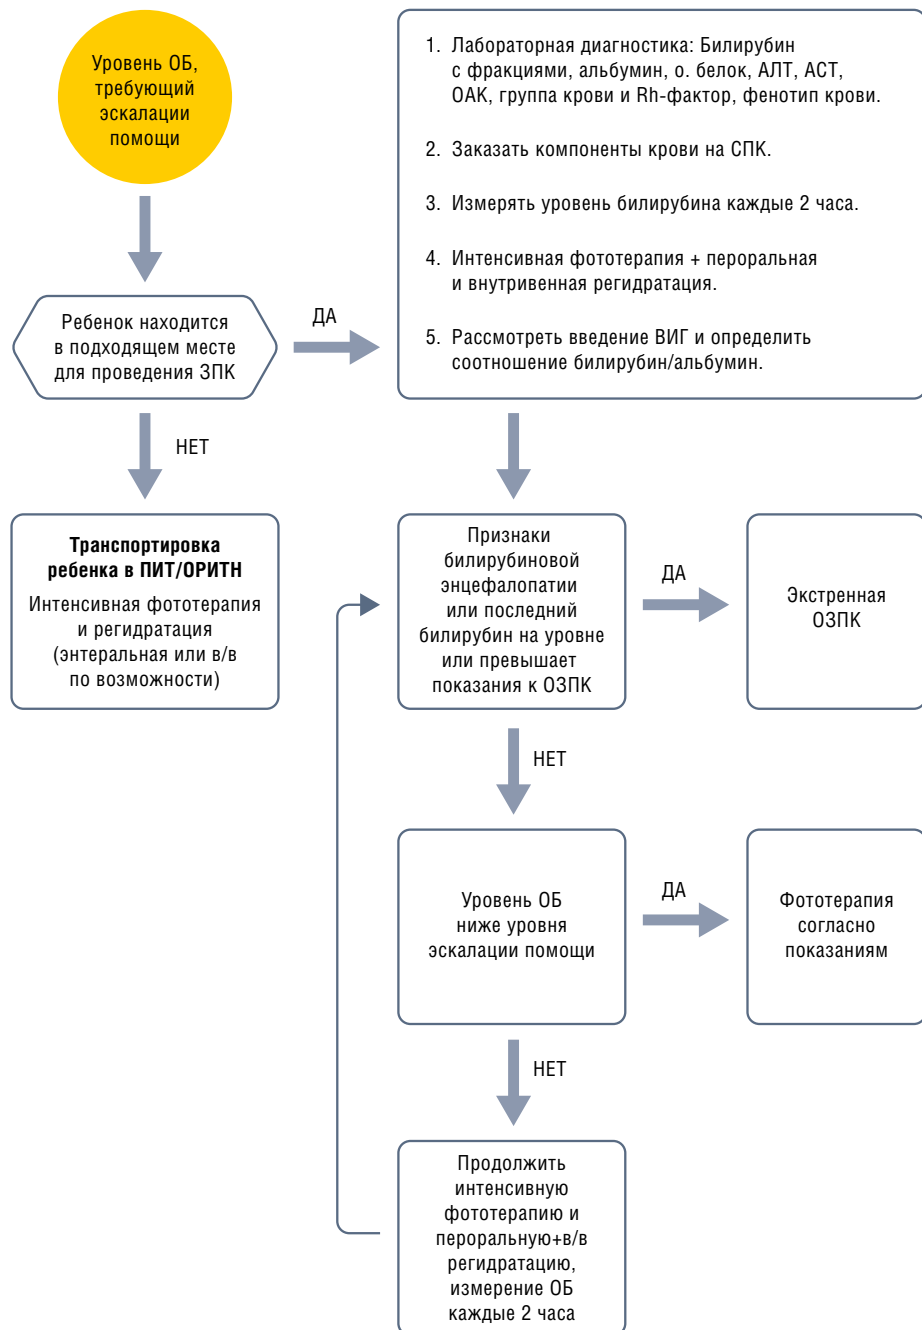 Уровень ОБ,
требующий
эскалации
помощи
1. Лабораторная диагностика: Билирубин
с фракциями, альбумин, о. белок, АЛТ, АСТ,
ОАК, группа крови и Rh-фактор, фенотип крови.
2. Заказать компоненты крови на СПК.
3. Измерять уровень билирубина каждые 2 часа.
4. Интенсивная фототерапия + пероральная
и внутривенная регидратация.
5. Рассмотреть введение ВИГ и определить
соотношение билирубин/альбумин.
Ребенок находится
в подходящем месте
для проведения ЗПК
ДА
НЕТ
Транспортировка
ребенка в ПИТ/ОРИТН
Интенсивная фототерапия
и регидратация
(энтеральная или в/в
по возможности)
Признаки
билирубиновой
энцефалопатии
или последний
билирубин на уровне
или превышает
показания к ОЗПК
ДА
Экстренная
ОЗПК
НЕТ
Уровень ОБ
ниже уровня
эскалации помощи
ДА
Фототерапия
согласно
показаниям
НЕТ
Продолжить
интенсивную
фототерапию и
пероральную+в/в
регидратацию,
измерение ОБ
каждые 2 часа